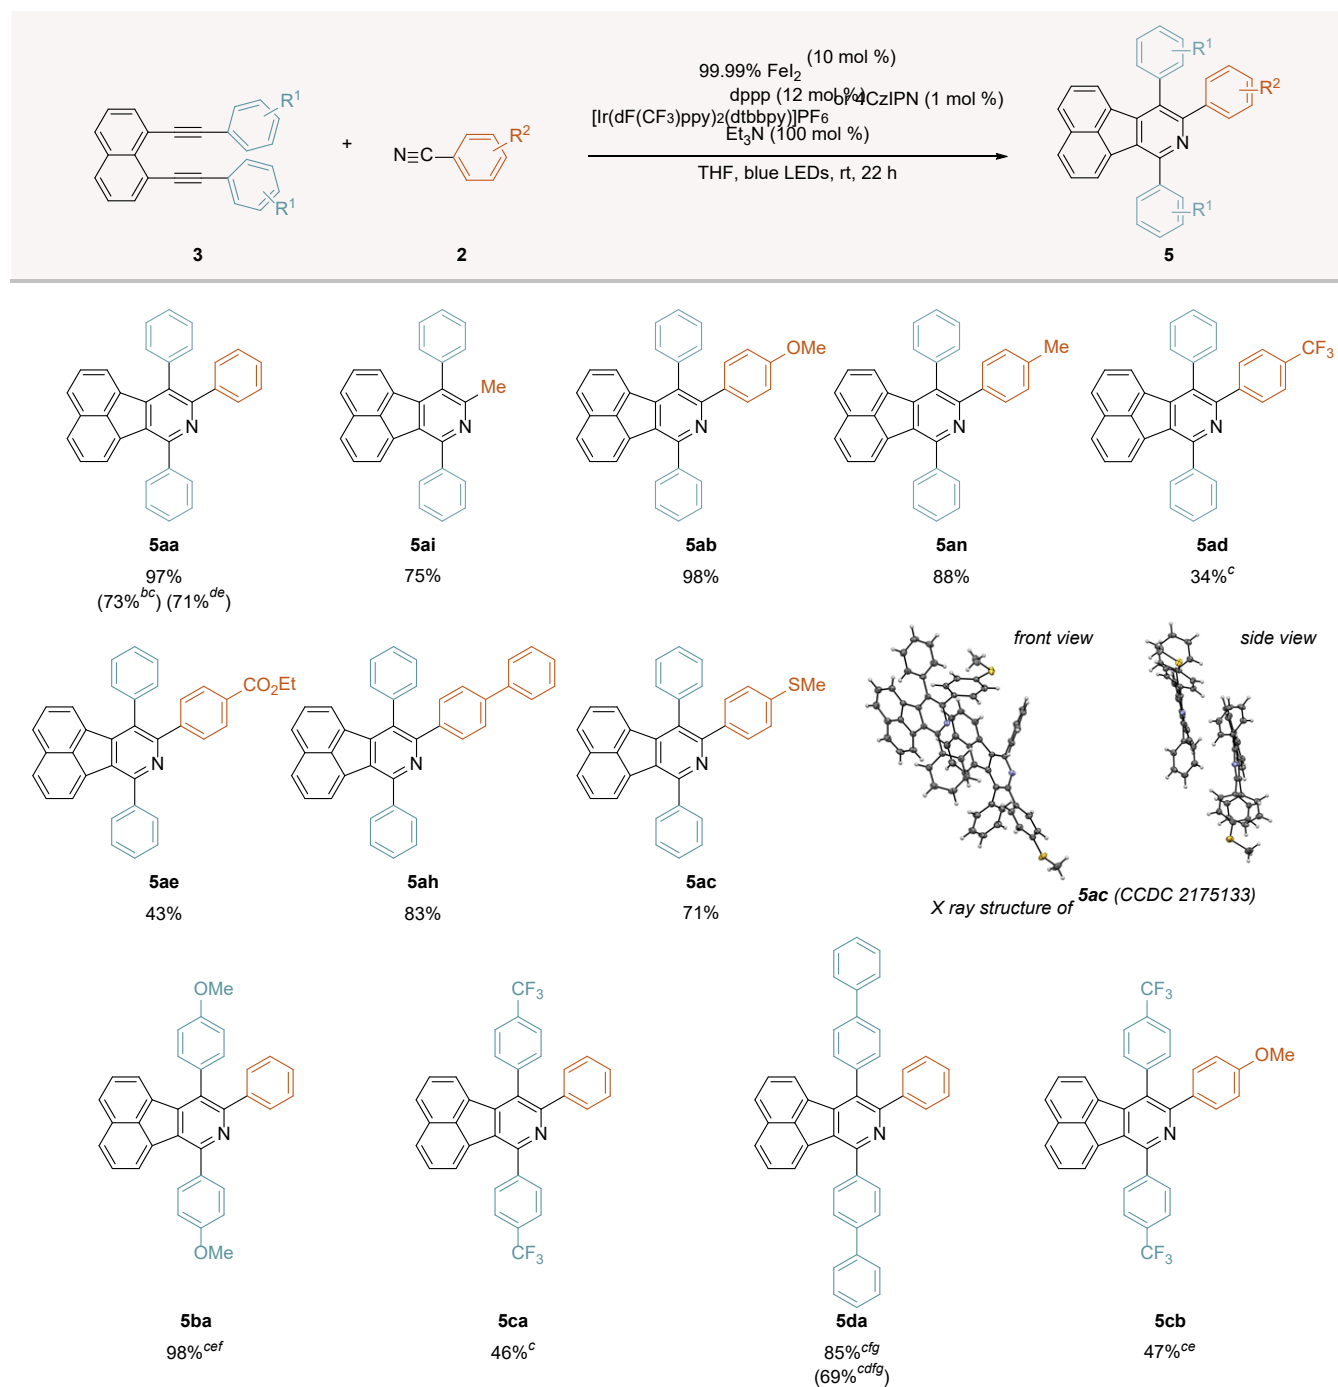 R¹
R¹
3
+
N≡C
R²
2
99.99% FeI₂ (10 mol %)
dppp (12 mol %)
[Ir(dF(CF₃)ppy)₂(dtbbpy)]PF₆ or 4CzIPN (1 mol %)
Et₃N (100 mol %)
THF, blue LEDs, rt, 22 h
R¹
R²
N
R¹
5
N
5aa
97%
(73%ᵇᶜ) (71%ᵈᵉ)
Me
N
5ai
75%
OMe
N
5ab
98%
Me
N
5an
88%
CF₃
N
5ad
34%ᶜ
CO₂Et
N
5ae
43%
N
5ah
83%
SMe
N
5ac
71%
front view
side view
X ray structure of 5ac (CCDC 2175133)
OMe
N
OMe
5ba
98%ᶜᵉᶠ
CF₃
N
CF₃
5ca
46%ᶜ
N
5da
85%ᶜᶠᵍ
(69%ᶜᵈᶠᵍ)
CF₃
OMe
N
CF₃
5cb
47%ᶜᵉ